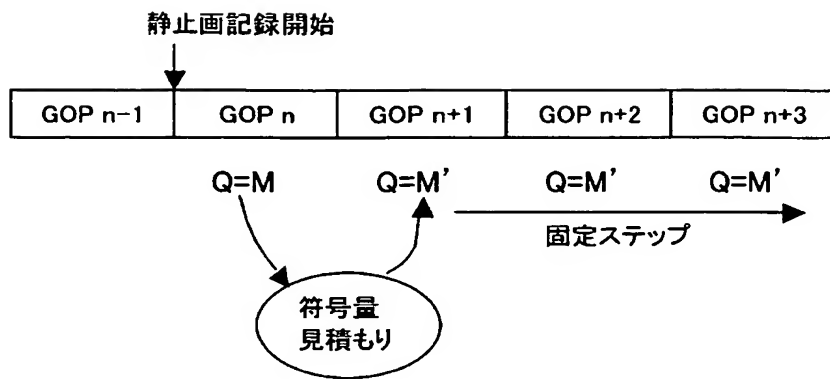 静止画記録開始
GOP n-1 GOP n GOP n+1 GOP n+2 GOP n+3
Q=M Q=M' Q=M' Q=M'
固定ステップ
符号量
見積もり